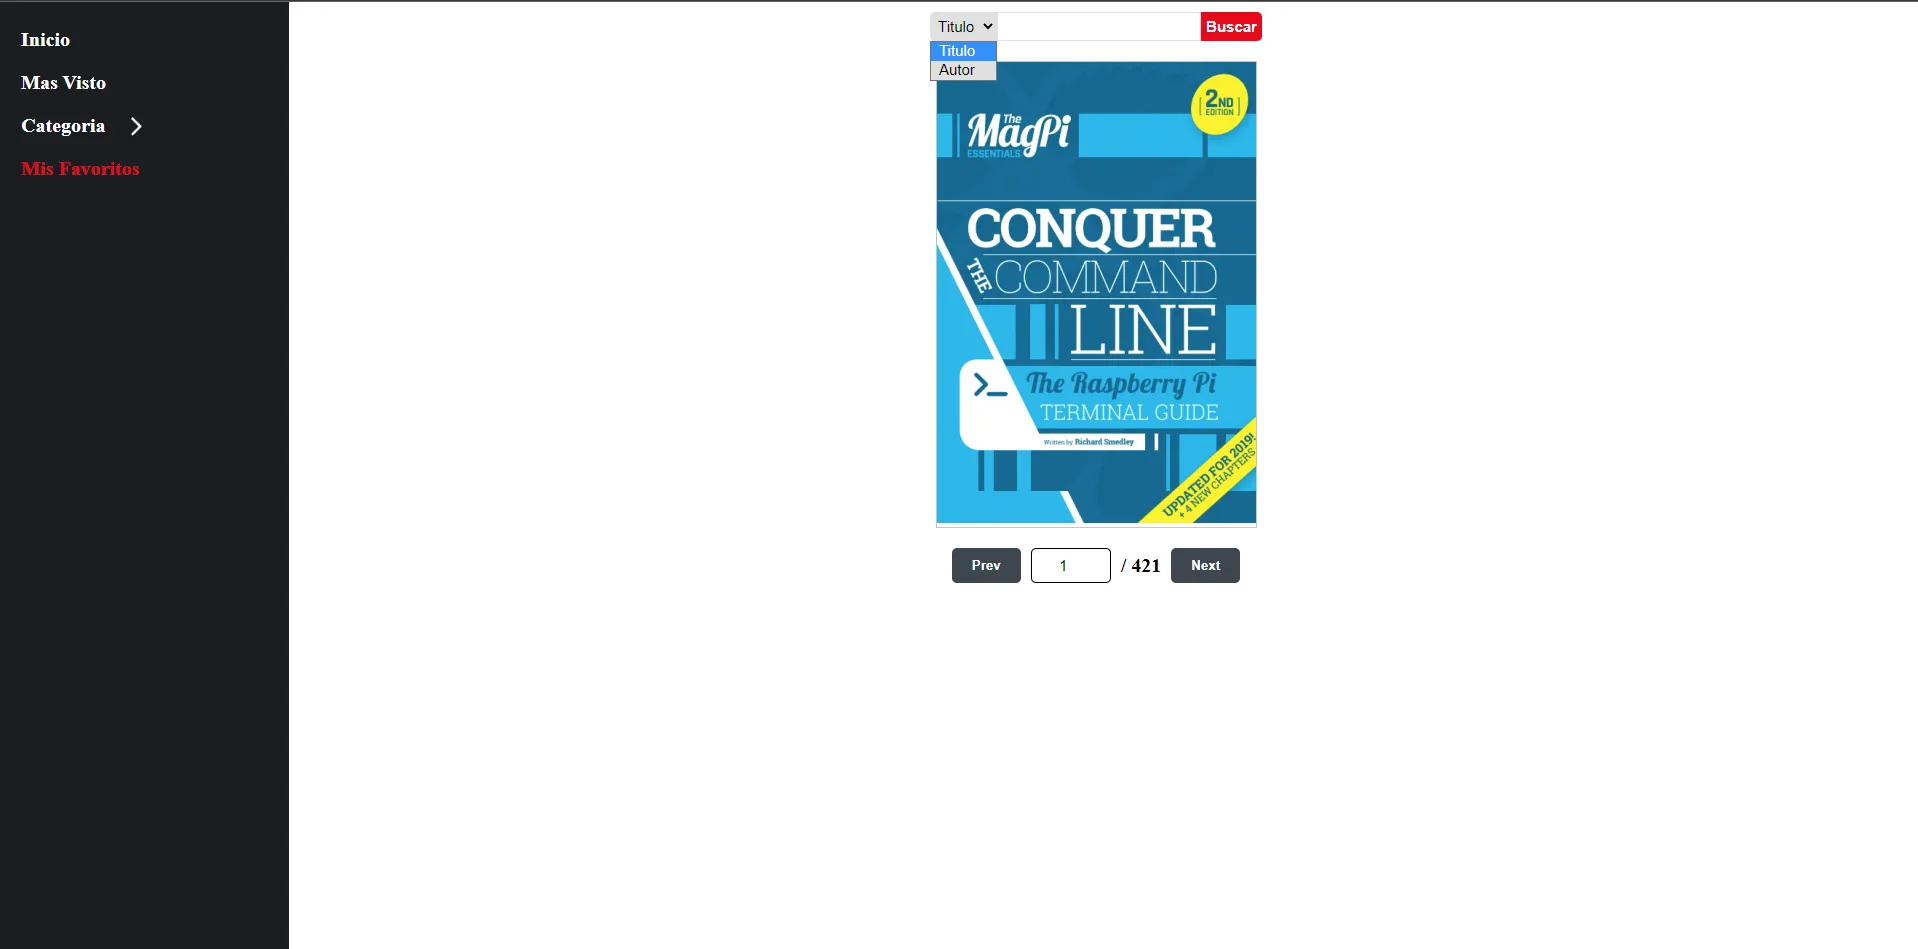 Inicio
Mas Visto
Categoria
Mis Favoritos
Titulo
Buscar
Titulo
Autor
2ND
EDITION
The
MagPi
ESSENTIALS
CONQUER
THE COMMAND
LINE
>_
The Raspberry Pi
TERMINAL GUIDE
Written by Richard Smedley
UPDATED FOR 2019!
+ 4 NEW CHAPTERS
Prev 1 / 421 Next